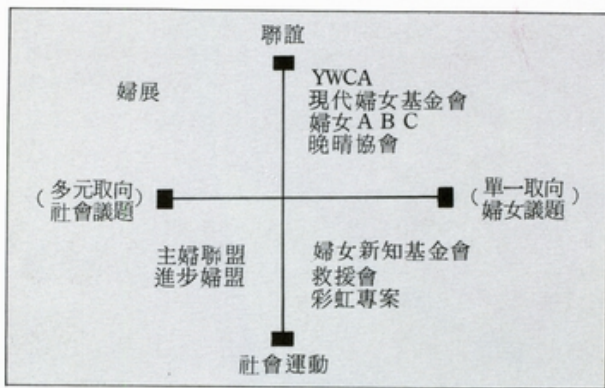 聯誼
婦展
YWCA
現代婦女基金會
婦女ABC
晚晴協會
（多元取向
社會議題）
（單一取向
婦女議題）
主婦聯盟
進步婦盟
婦女新知基金會
救援會
彩虹專案
社會運動